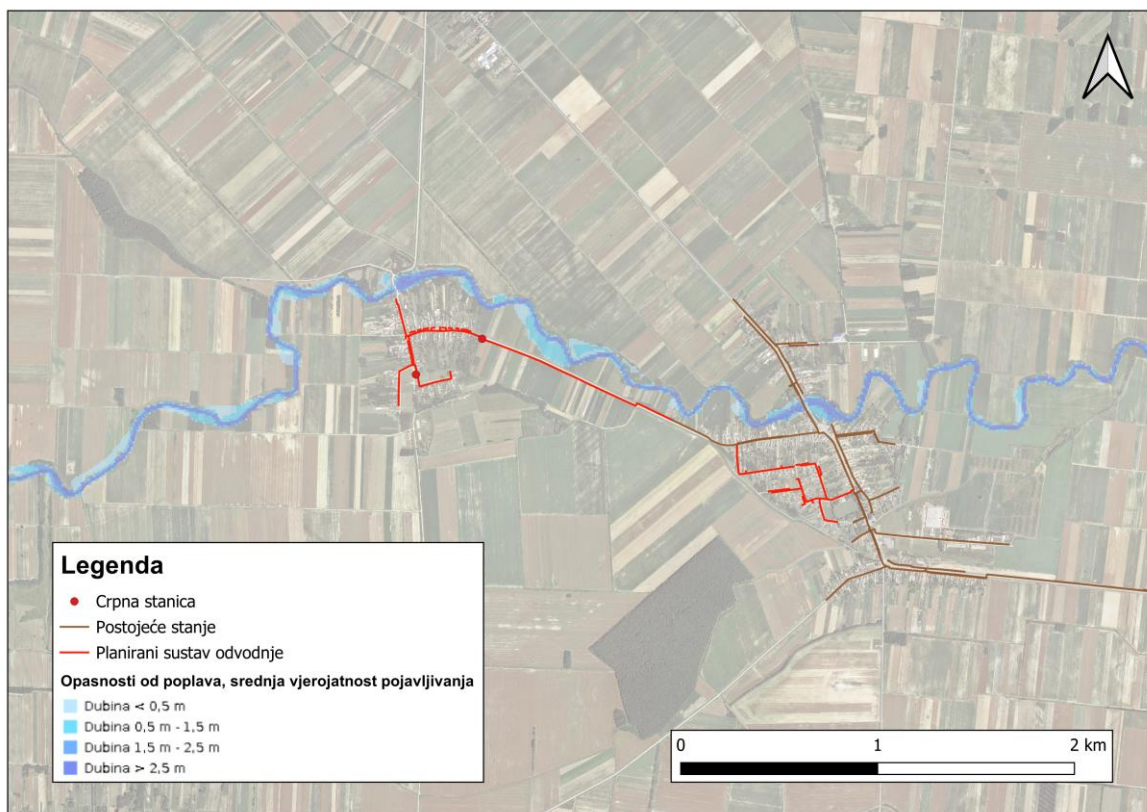 Legenda
Crpna stanica
Postojeće stanje
Planirani sustav odvodnje
Opasnosti od poplava, srednja vjerojatnost pojavljivanja
Dubina < 0,5 m
Dubina 0,5 m - 1,5 m
Dubina 1,5 m - 2,5 m
Dubina > 2,5 m
0 1 2 km